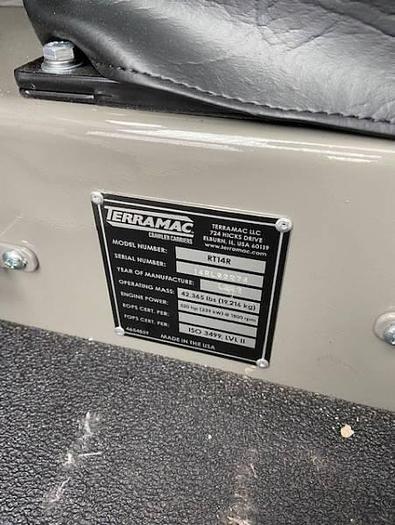 TERRAMAC
CRAWLER CARRIERS
TERRAMAC LLC
724 HICKS DRIVE
ELBURN, IL USA 60119
www.terramac.com
MODEL NUMBER: RT14R
SERIAL NUMBER:
YEAR OF MANUFACTURE:
OPERATING MASS: 42,365 lbs (19,216 kg)
ENGINE POWER: @ 1800 rpm
ROPS CERT. PER:
FOPS CERT. PER: ISO 3499, LVL II
MADE IN THE USA